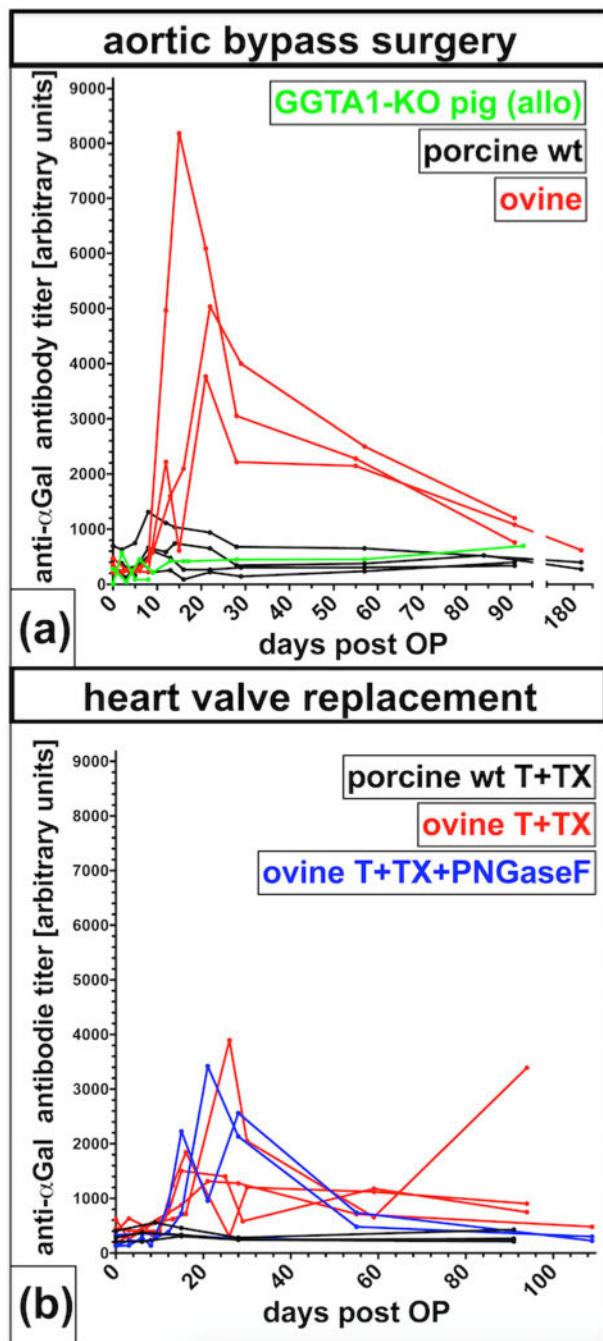 aortic bypass surgery
GGTA1-KO pig (allo)
porcine wt
ovine
anti-αGal antibody titer [arbitrary units]
9000
8000
7000
6000
5000
4000
3000
2000
1000
0
0 10 20 30 40 50 60 70 80 90 180
days post OP
(a)
heart valve replacement
porcine wt T+TX
ovine T+TX
ovine T+TX+PNGaseF
anti-αGal antibodie titer [arbitrary units]
9000
8000
7000
6000
5000
4000
3000
2000
1000
0
0 20 40 60 80 100
days post OP
(b)